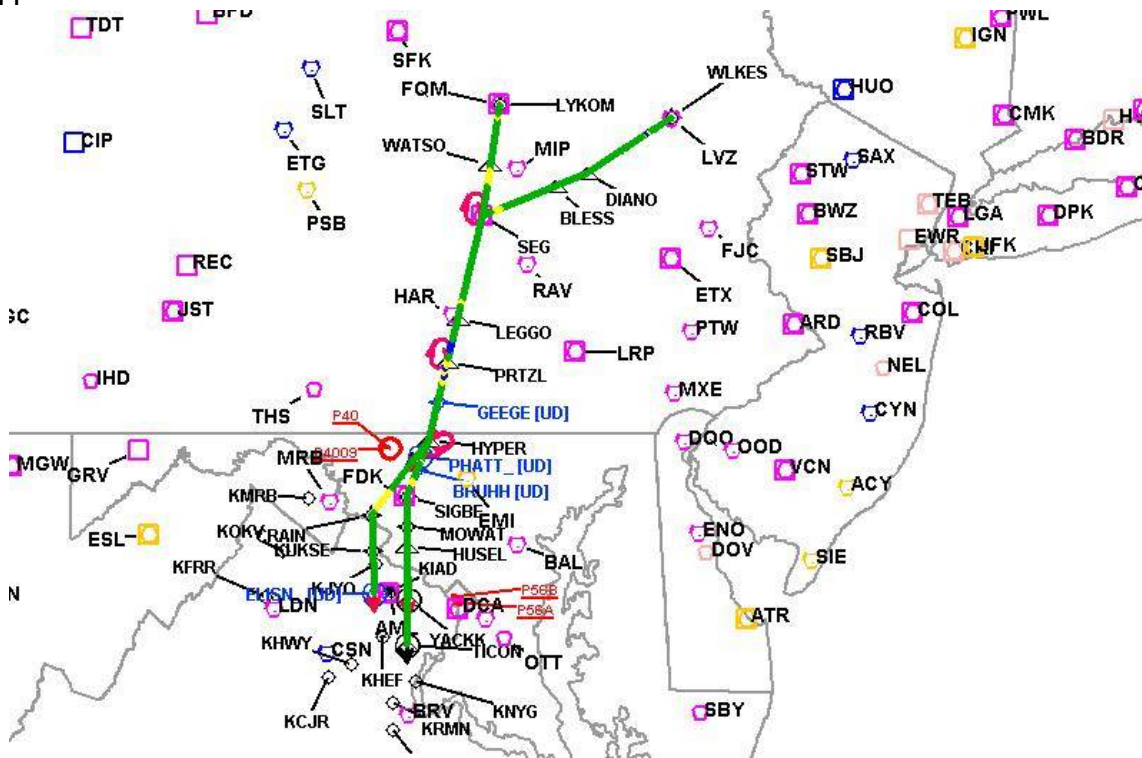 TDT
BPD
SFK
PWL
IGN
SLT
FQM
LYKOM
WLKES
HUO
CMK
CIP
ETG
WATSO
MIP
LVZ
SAX
BDR
PSB
DIANO
BLESS
STW
TEB
LGA
DPK
BWZ
REC
SEG
RAV
FJC
EWR
JFK
SBJ
JST
HAR
LEGGO
ETX
COL
ARD
PTW
RBV
LRP
IHD
PRTZL
NEL
THS
GEEGE [UD]
MXE
CYN
P40
HYPER
DQO
OOD
P4009
MGW
GRV
MRB
PHATT_ [UD]
VCN
FDK
BRUHH [UD]
ACY
KMRB
SIGBE
EMI
KOKV
CRAIN
MOWAT
ENO
ESL
KUKSE
HUSEL
BAL
DOV
SIE
KFRR
KJYO
KIAD
P56B
LDN
DCA
P56A
ATR
KHWY
CSN
YACKK
TICON
OTT
KHEF
KCJR
BRV
KNYG
KRMN
SBY